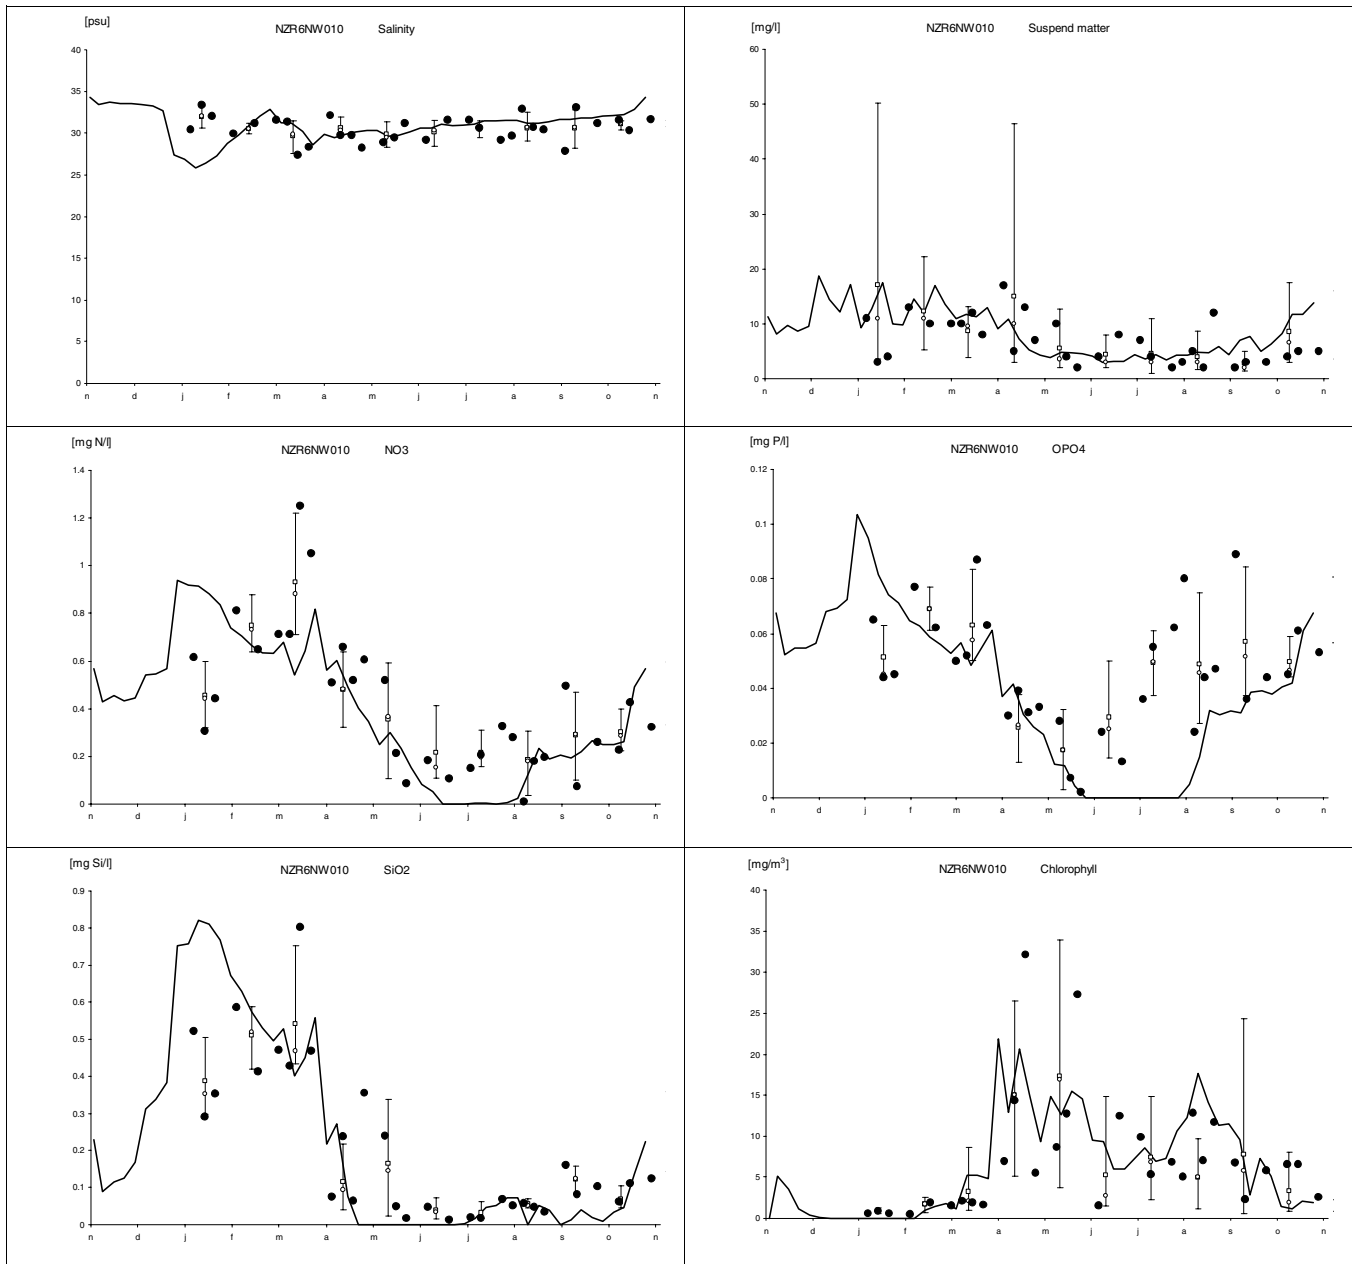 [psu]
NZR6NW010 Salinity
40
35
30
25
20
15
10
5
0
n d j f m a m j j a s o n
[mg/l]
NZR6NW010 Suspend matter
60
50
40
30
20
10
0
n d j f m a m j j a s o n
[mg N/l]
NZR6NW010 NO3
1.4
1.2
1
0.8
0.6
0.4
0.2
0
n d j f m a m j j a s o n
[mg P/l]
NZR6NW010 OPO4
0.12
0.1
0.08
0.06
0.04
0.02
0
n d j f m a m j j a s o n
[mg Si/l]
NZR6NW010 SiO2
0.9
0.8
0.7
0.6
0.5
0.4
0.3
0.2
0.1
0
n d j f m a m j j a s o n
[mg/m³]
NZR6NW010 Chlorophyll
40
35
30
25
20
15
10
5
0
n d j f m a m j j a s o n